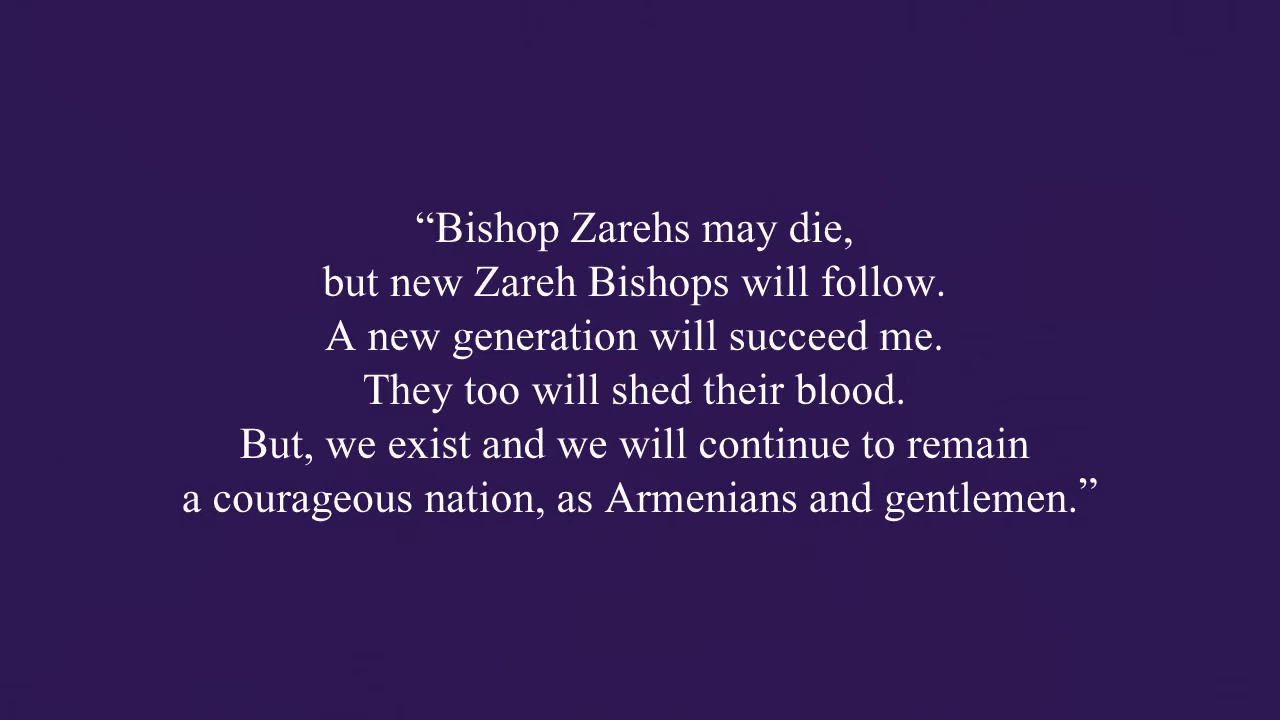 “Bishop Zarehs may die,
but new Zareh Bishops will follow.
A new generation will succeed me.
They too will shed their blood.
But, we exist and we will continue to remain
a courageous nation, as Armenians and gentlemen.”